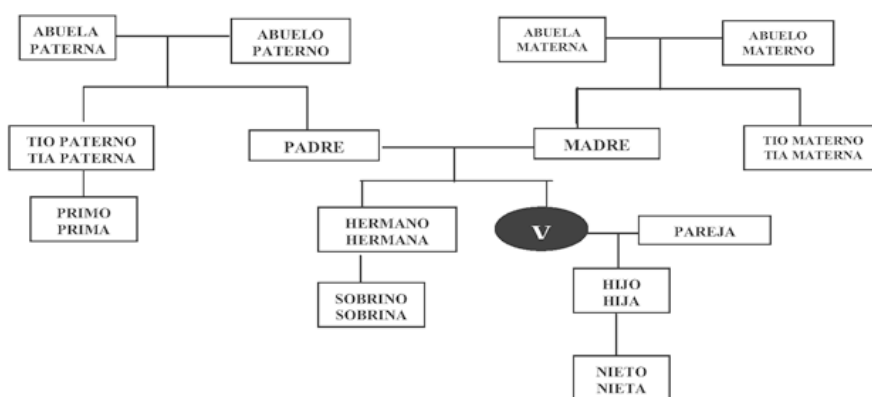 ABUELA
PATERNA
ABUELO
PATERNO
ABUELA
MATERNA
ABUELO
MATERNO
TIO PATERNO
TIA PATERNA
PADRE
MADRE
TIO MATERNO
TIA MATERNA
PRIMO
PRIMA
HERMANO
HERMANA
V
PAREJA
SOBRINO
SOBRINA
HIJO
HIJA
NIETO
NIETA